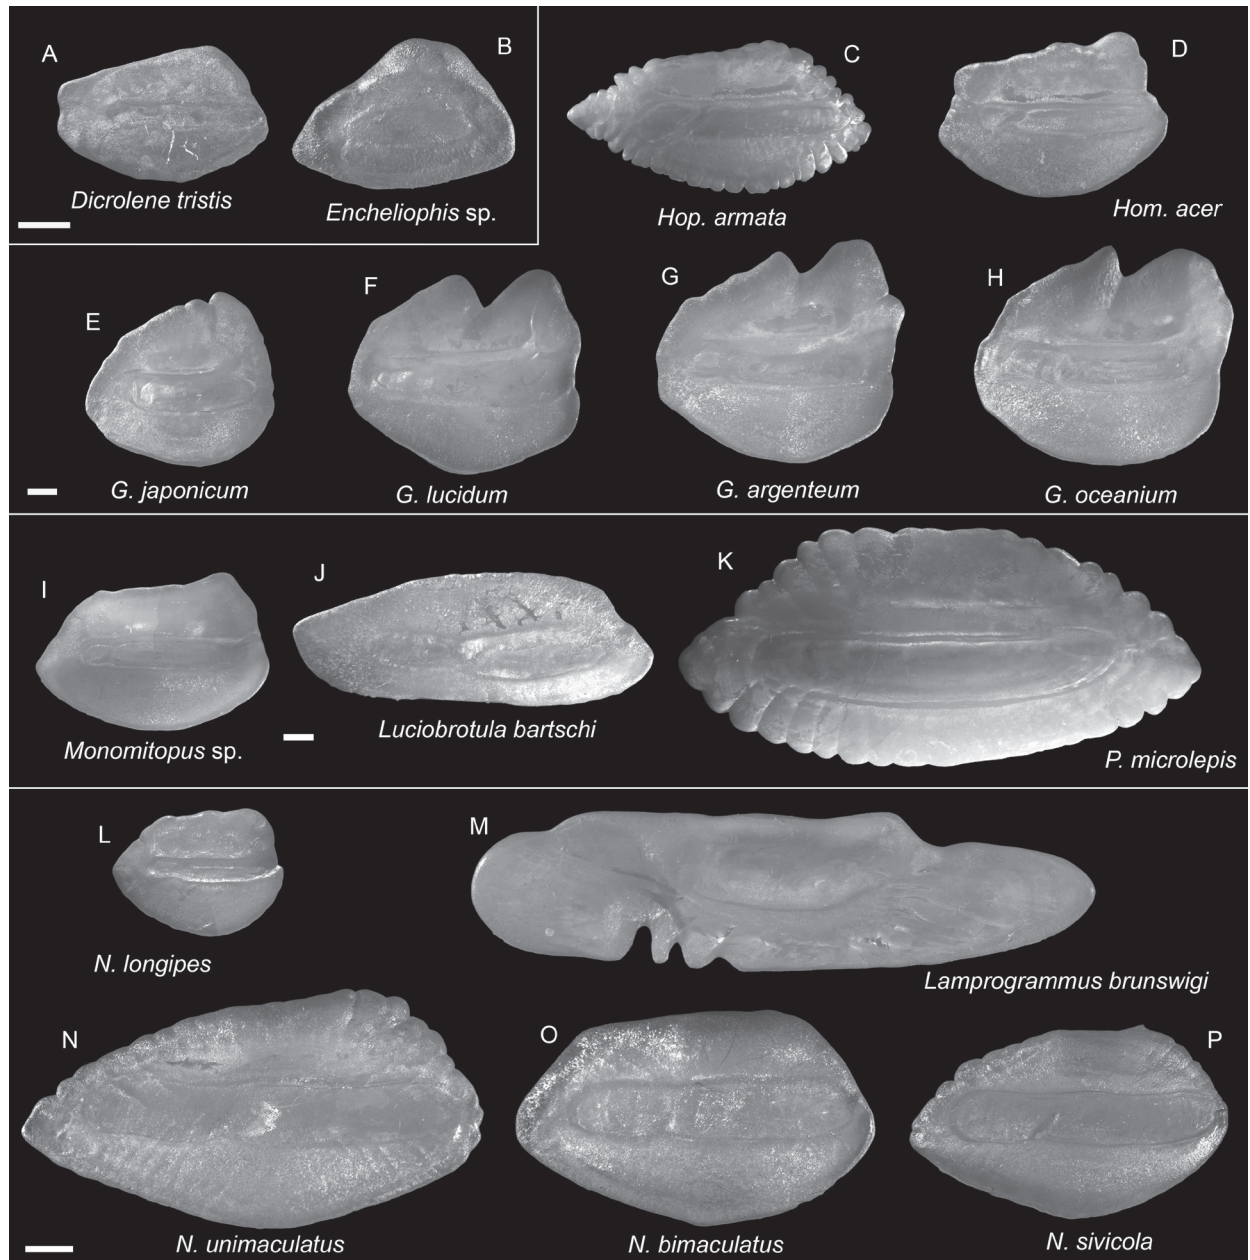 A
B
Dicrolene tristis
Encheliophis sp.
C
D
Hop. armata
Hom. acer
E
F
G
H
G. japonicum
G. lucidum
G. argenteum
G. oceanium
I
J
K
Monomitopus sp.
Luciobrotula bartschi
P. microlepis
L
M
N. longipes
Lamprogrammus brunswigi
N
O
P
N. unimaculatus
N. bimaculatus
N. sivicola